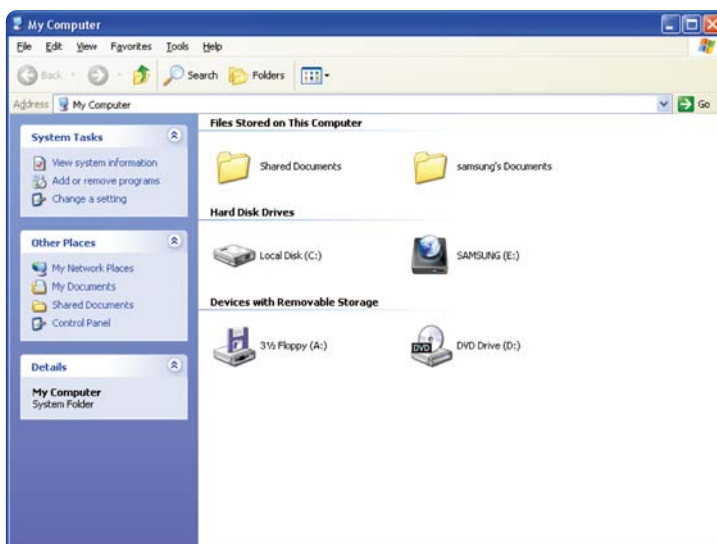 My Computer
File Edit View Favorites Tools Help
Back Search Folders
Address My Computer Go
System Tasks
View system information
Add or remove programs
Change a setting
Other Places
My Network Places
My Documents
Shared Documents
Control Panel
Details
My Computer
System Folder
Files Stored on This Computer
Shared Documents samsung's Documents
Hard Disk Drives
Local Disk (C:) SAMSUNG (E:)
Devices with Removable Storage
3½ Floppy (A:) DVD Drive (D:)
DVD